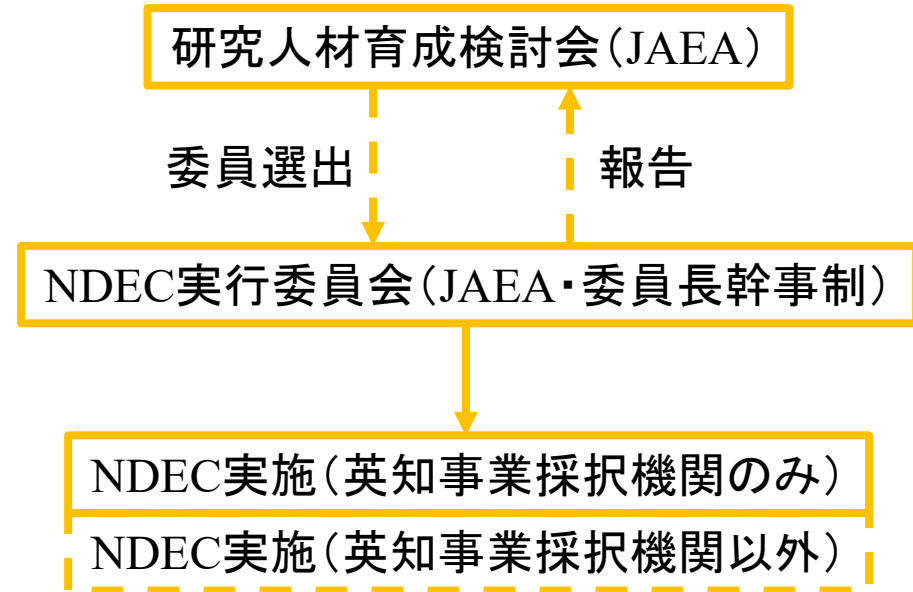 研究人材育成検討会(JAEA)
委員選出
報告
NDEC実行委員会(JAEA・委員長幹事制)
NDEC実施(英知事業採択機関のみ)
NDEC実施(英知事業採択機関以外)